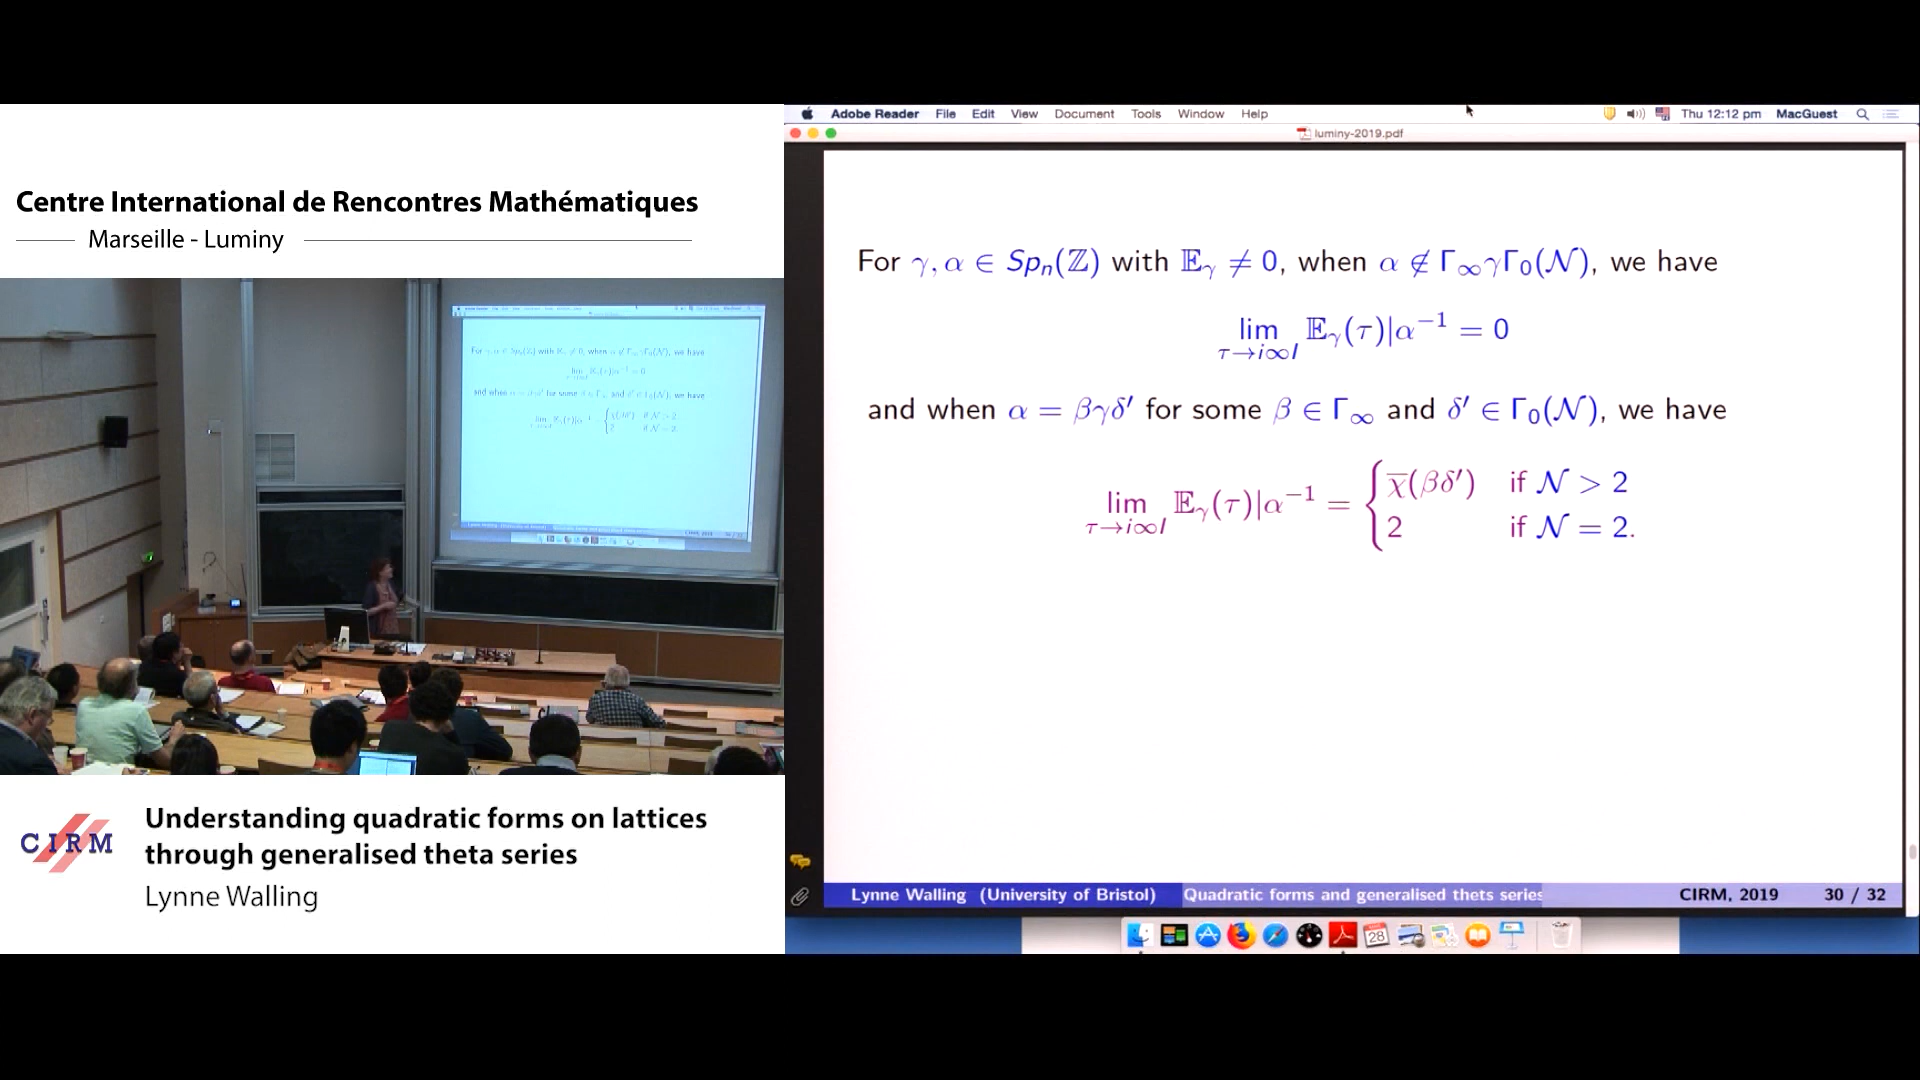 Centre International de Rencontres Mathématiques
Marseille - Luminy
CIRM
Understanding quadratic forms on lattices
through generalised theta series
Lynne Walling
Adobe Reader File Edit View Document Tools Window Help Thu 12:12 pm MacGuest
luminy-2019.pdf
For γ, α ∈ Spₙ(ℤ) with 𝔼_γ ≠ 0, when α ∉ Γ_∞γΓ₀(𝒩), we have
lim_{τ→i∞I} 𝔼_γ(τ)|α⁻¹ = 0
and when α = βγδ′ for some β ∈ Γ_∞ and δ′ ∈ Γ₀(𝒩), we have
lim_{τ→i∞I} 𝔼_γ(τ)|α⁻¹ = { χ̄(βδ′) if 𝒩 > 2
2 if 𝒩 = 2.
Lynne Walling (University of Bristol) Quadratic forms and generalised thets series CIRM, 2019 30 / 32
28